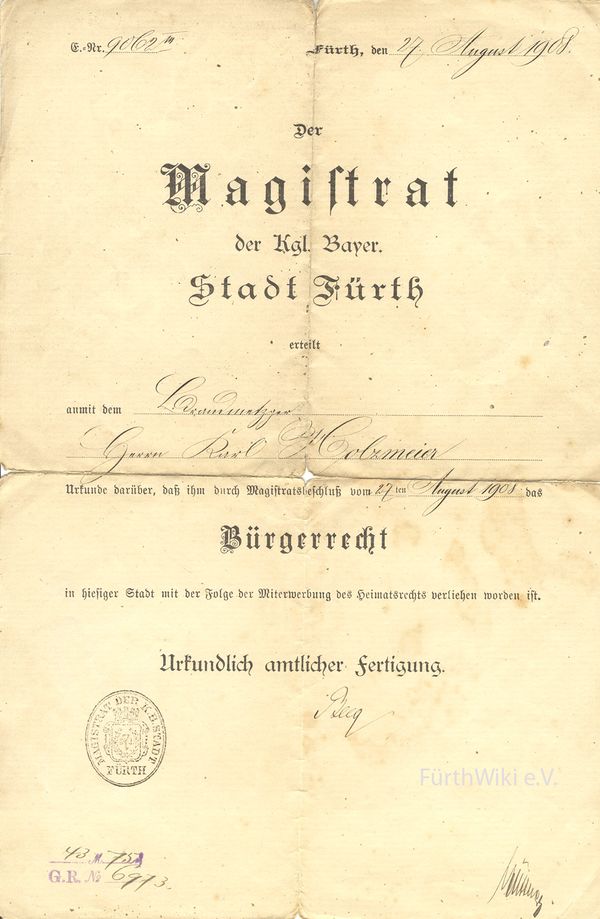 E.-Nr. 9062 III
Fürth, den 27. August 1908.
Der
Magiſtrat
der Kgl. Bayer.
Stadt Fürth
erteilt
anmit dem
Herrn Karl Holzmeier
Urkunde darüber, daß ihm durch Magiſtratsbeſchluß vom 27 ten August 1908 das
Bürgerrecht
in hieſiger Stadt mit der Folge der Miterwerbung des Heimatsrechts verliehen worden iſt.
Urkundlich amtlicher Fertigung.
MAGISTRAT DER K.B. STADT
FÜRTH
FürthWiki e.V.
43 M
G.R. № 6913.